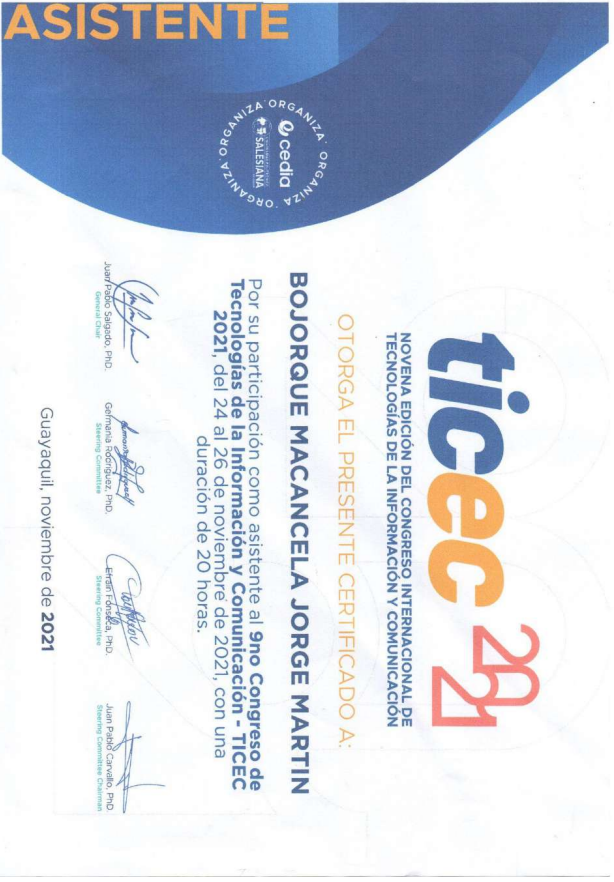 ASISTENTE
ORGANIZA · ORGANIZA · ORGANIZA · ORGANIZA
cedia
SALESIANA
ticec
2021
NOVENA EDICIÓN DEL CONGRESO INTERNACIONAL DE
TECNOLOGÍAS DE LA INFORMACIÓN Y COMUNICACIÓN
OTORGA EL PRESENTE CERTIFICADO A:
BOJORQUE MACANCELA JORGE MARTIN
Por su participación como asistente al 9no Congreso de
Tecnologías de la Información y Comunicación - TICEC
2021, del 24 al 26 de noviembre de 2021, con una
duración de 20 horas.
Juan Pablo Salgado, PhD.
General Chair
Germania Rodriguez, PhD.
Steering Committee
Efraín Fonseca, PhD.
Steering Committee
Juan Pablo Carvallo, PhD.
Steering Committee Chairman
Guayaquil, noviembre de 2021